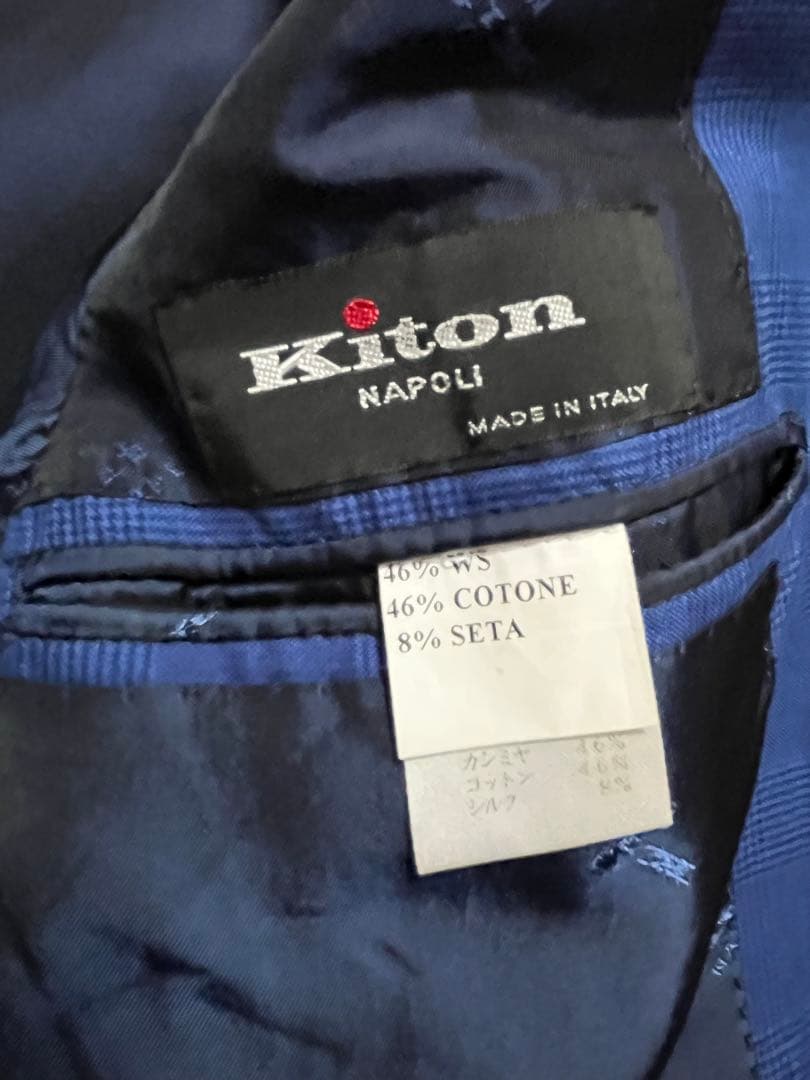 Kiton
NAPOLI
MADE IN ITALY
46% WS
46% COTONE
8% SETA
カシミヤ 46%
コットン 46%
シルク 8%